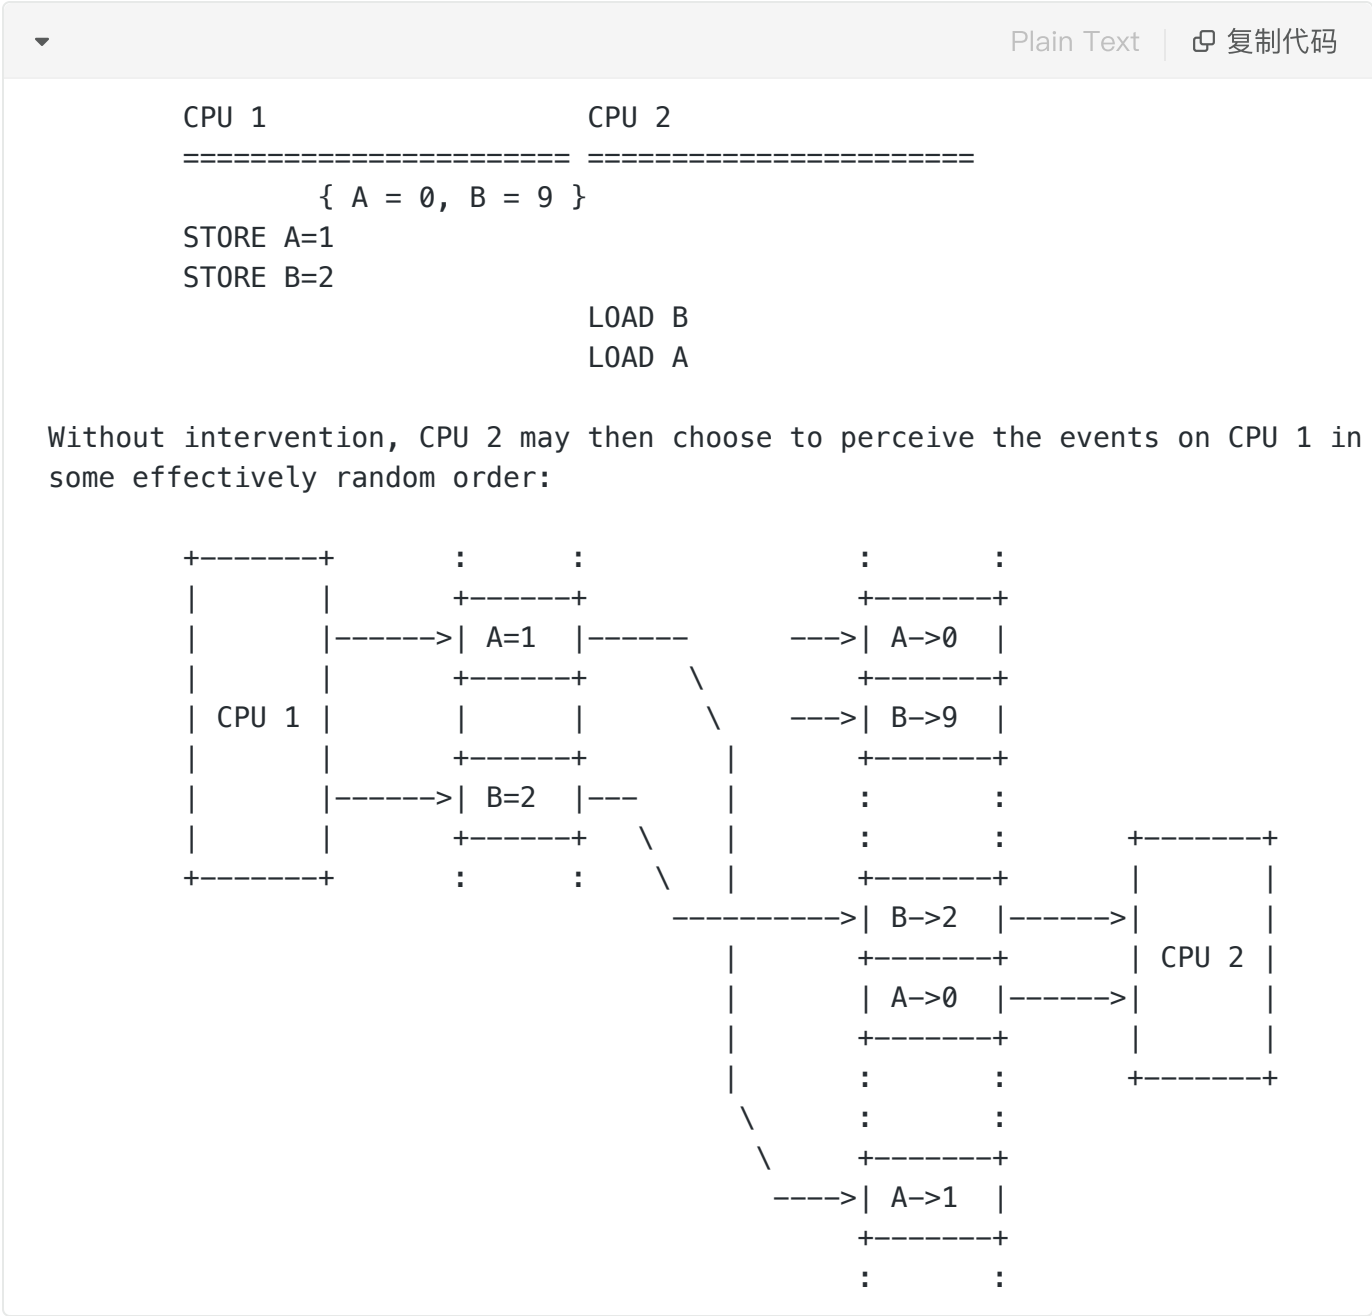 Plain Text 复制代码
        CPU 1                   CPU 2
        ======================= =======================
                { A = 0, B = 9 }
        STORE A=1
        STORE B=2
                                LOAD B
                                LOAD A

Without intervention, CPU 2 may then choose to perceive the events on CPU 1 in
some effectively random order:

        +-------+       :      :                :       :
        |       |       +------+                +-------+
        |       |------>| A=1  |------      --->| A->0  |
        |       |       +------+      \         +-------+
        | CPU 1 |       |      |       \    --->| B->9  |
        |       |       +------+        |       +-------+
        |       |------>| B=2  |---     |       :       :
        |       |       +------+   \    |       :       :       +-------+
        +-------+       :      :    \   |       +-------+       |       |
                                     ---------->| B->2  |------>|       |
                                        |       +-------+       | CPU 2 |
                                        |       | A->0  |------>|       |
                                        |       +-------+       |       |
                                        |       :       :       +-------+
                                         \      :       :
                                          \     +-------+
                                           ---->| A->1  |
                                                +-------+
                                                :       :